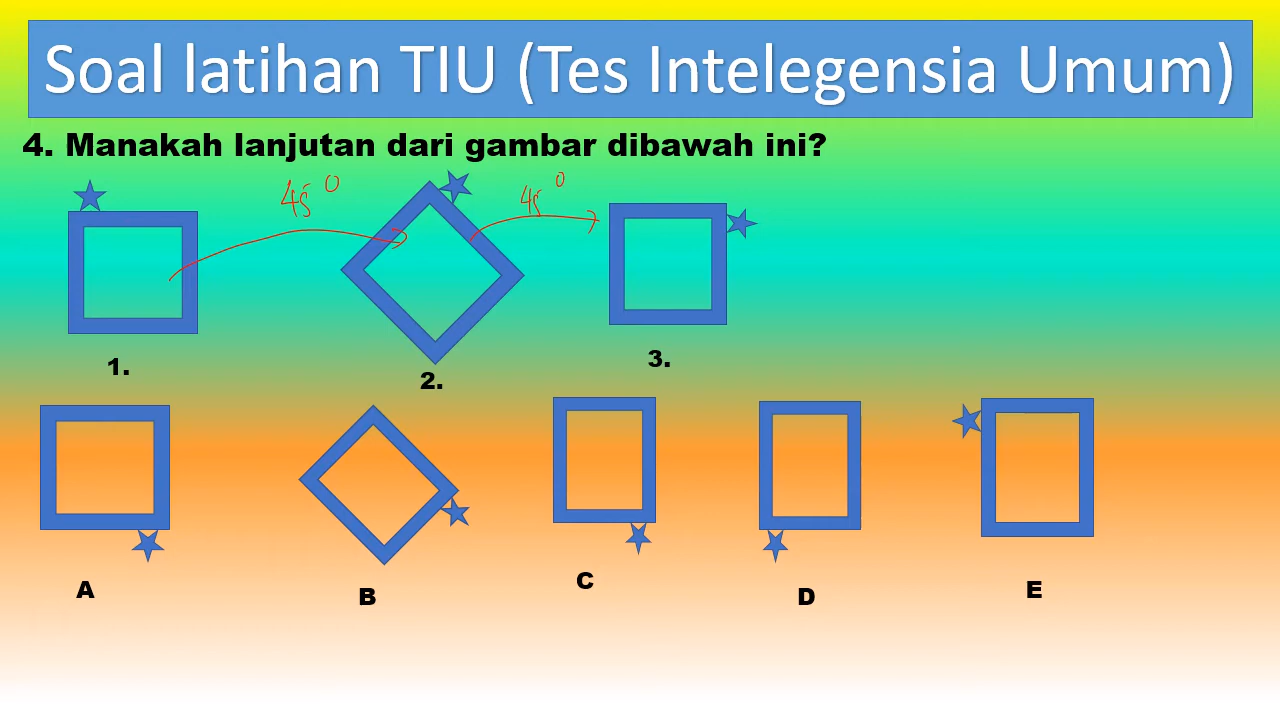 Soal latihan TIU (Tes Intelegensia Umum)
4. Manakah lanjutan dari gambar dibawah ini?
45° 45°
1. 2. 3.
A B C D E